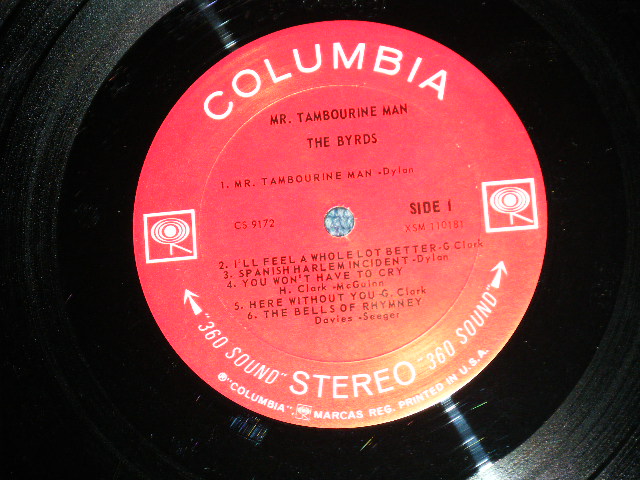 COLUMBIA
MR. TAMBOURINE MAN
THE BYRDS
1. MR. TAMBOURINE MAN -Dylan
CS 9172
SIDE 1
XSM 110181
2. I'LL FEEL A WHOLE LOT BETTER -G. Clark
3. SPANISH HARLEM INCIDENT -Dylan
4. YOU WON'T HAVE TO CRY
H. Clark -McGuinn
5. HERE WITHOUT YOU -G. Clark
6. THE BELLS OF RHYMNEY
Davies -Seeger
"360 SOUND" STEREO "360 SOUND"
® "COLUMBIA", MARCAS REG. PRINTED IN U.S.A.